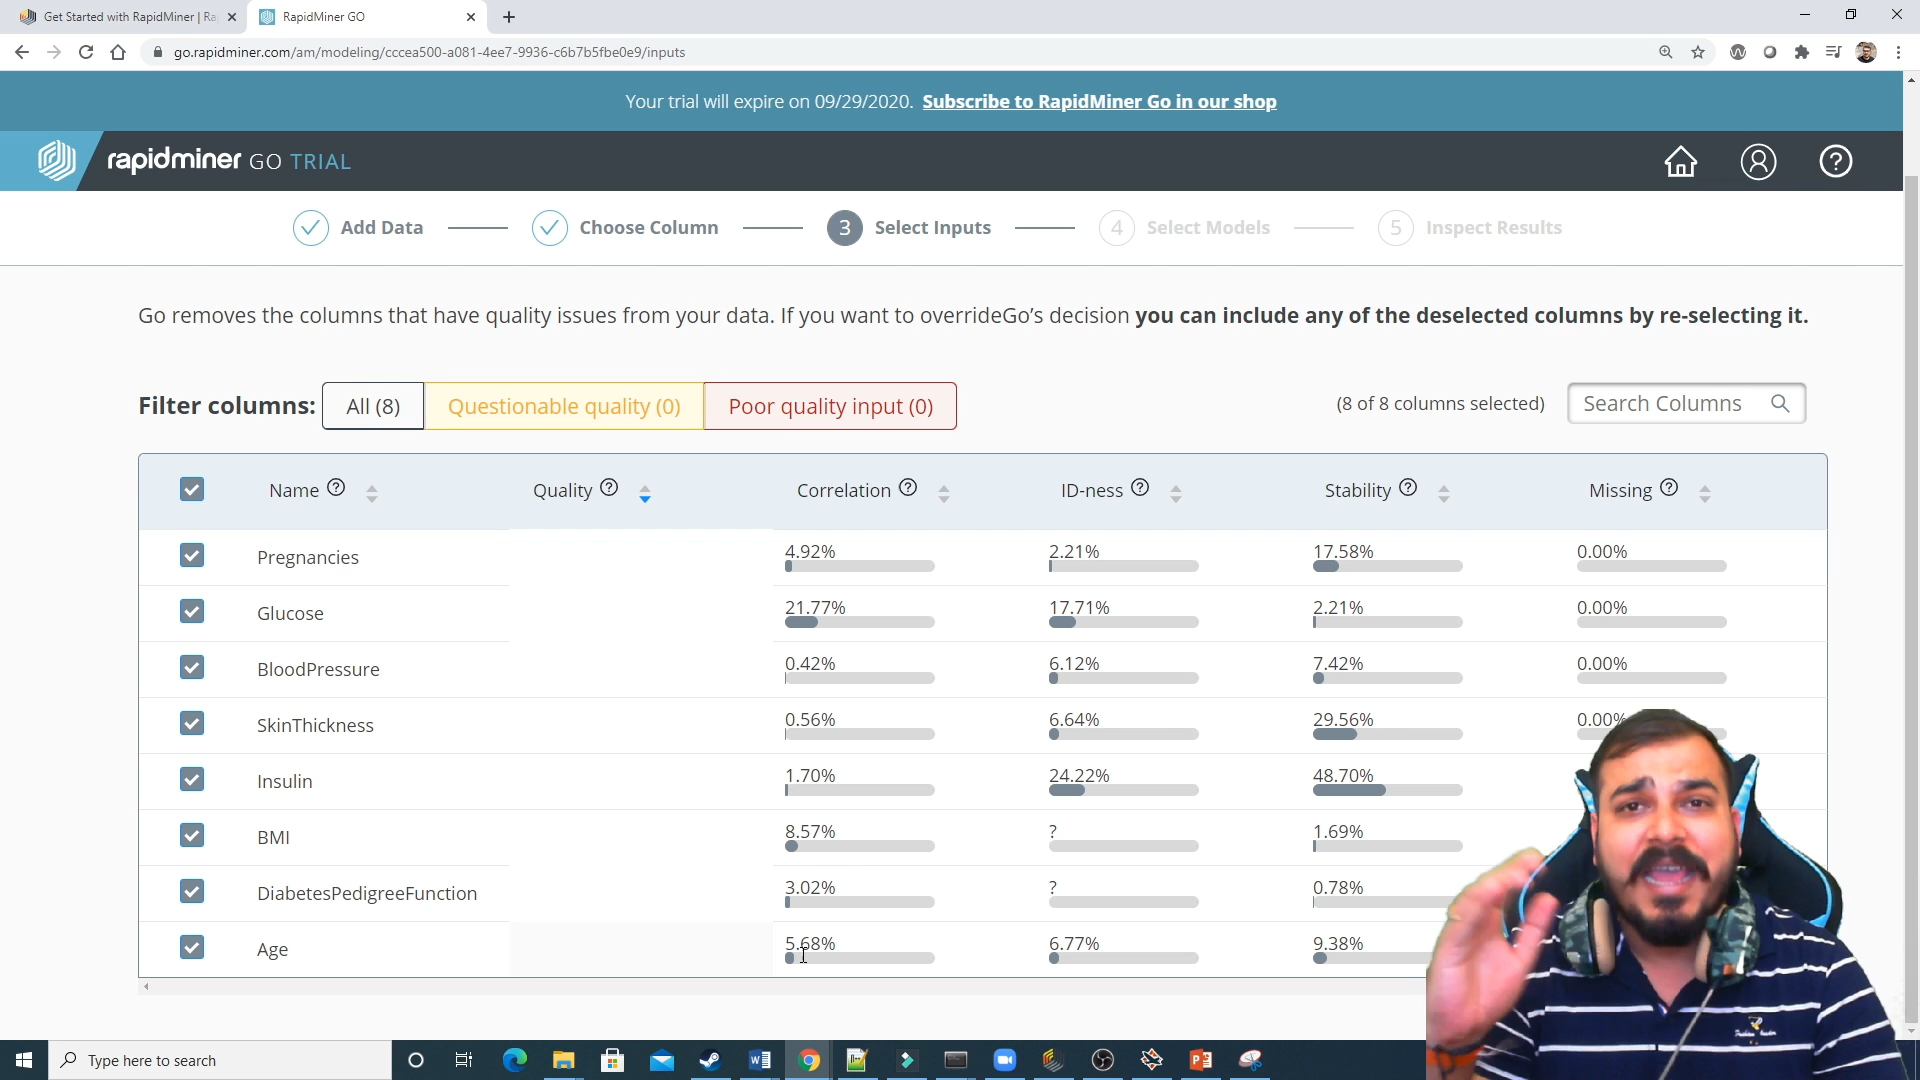 Get Started with RapidMiner | Ra
RapidMiner GO
go.rapidminer.com/am/modeling/cccea500-a081-4ee7-9936-c6b7b5fbe0e9/inputs
Your trial will expire on 09/29/2020. Subscribe to RapidMiner Go in our shop
rapidminer GO TRIAL
Add Data
Choose Column
3 Select Inputs
4 Select Models
5 Inspect Results
Go removes the columns that have quality issues from your data. If you want to overrideGo's decision you can include any of the deselected columns by re-selecting it.
Filter columns: All (8) Questionable quality (0) Poor quality input (0) (8 of 8 columns selected) Search Columns
Name ? Quality ? Correlation ? ID-ness ? Stability ? Missing ?
Pregnancies 4.92% 2.21% 17.58% 0.00%
Glucose 21.77% 17.71% 2.21% 0.00%
BloodPressure 0.42% 6.12% 7.42% 0.00%
SkinThickness 0.56% 6.64% 29.56% 0.00%
Insulin 1.70% 24.22% 48.70%
BMI 8.57% ? 1.69%
DiabetesPedigreeFunction 3.02% ? 0.78%
Age 5.68% 6.77% 9.38%
Type here to search